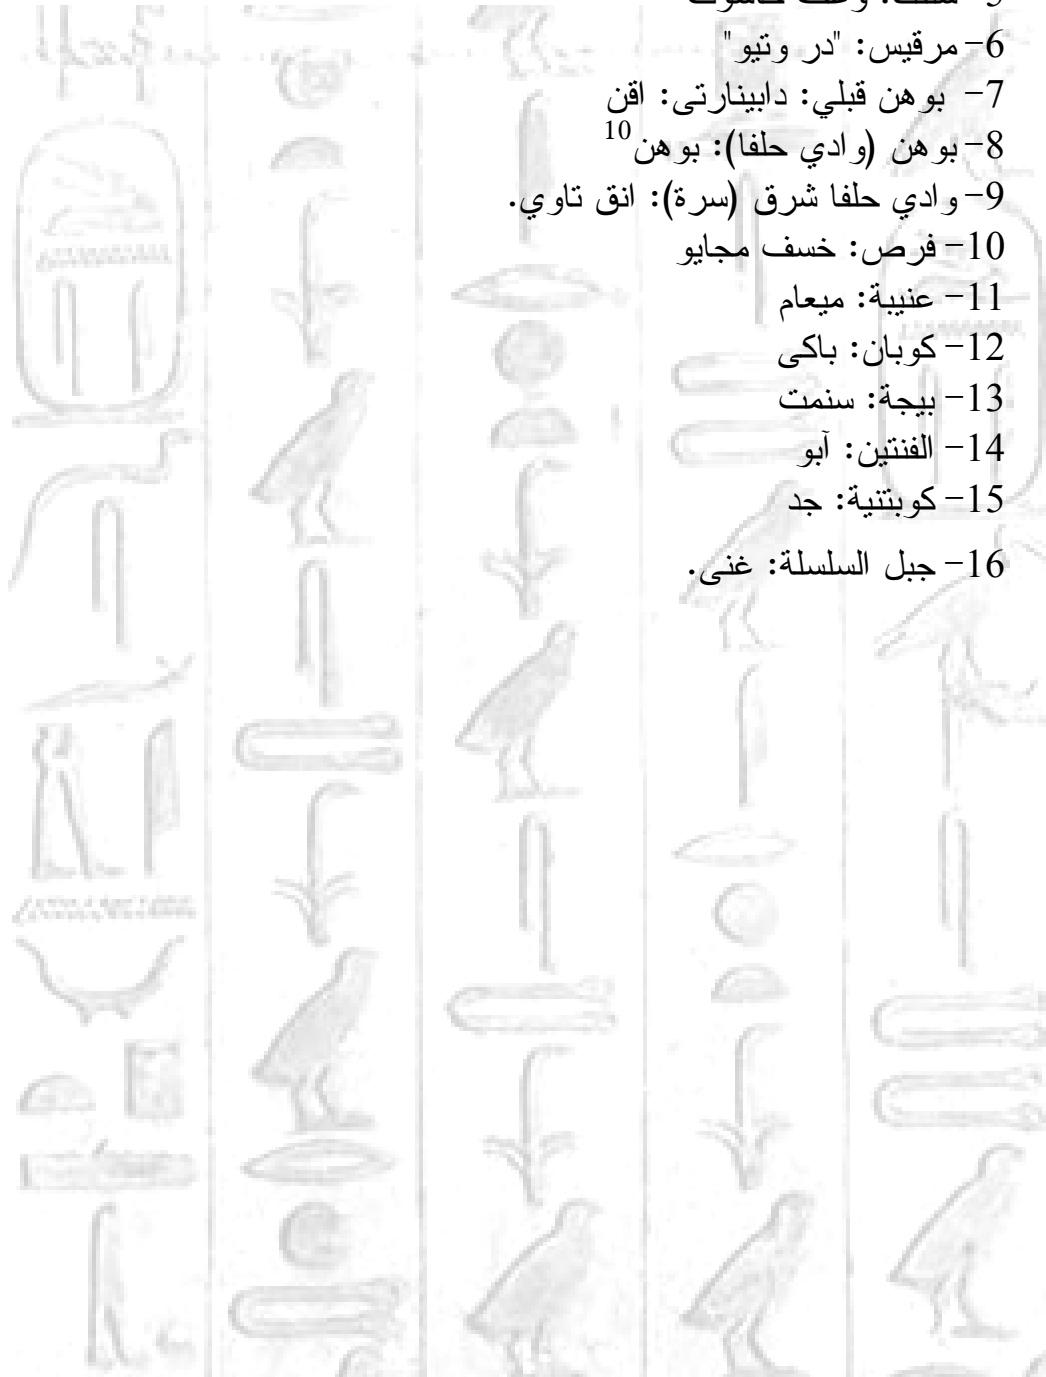 6- مرقيس: "در وتيو"
7- بوهن قبلي: دابينارتى: اقن
8- بوهن (وادي حلفا): بوهن10
9- وادي حلفا شرق (سرة): انق تاوي.
10- فرص: خسف مجايو
11- عنيبة: ميعام
12- كوبان: باكى
13- بيجة: سنمت
14- الفنتين: آبو
15- كوبتنية: جد
16- جبل السلسلة: غنى.